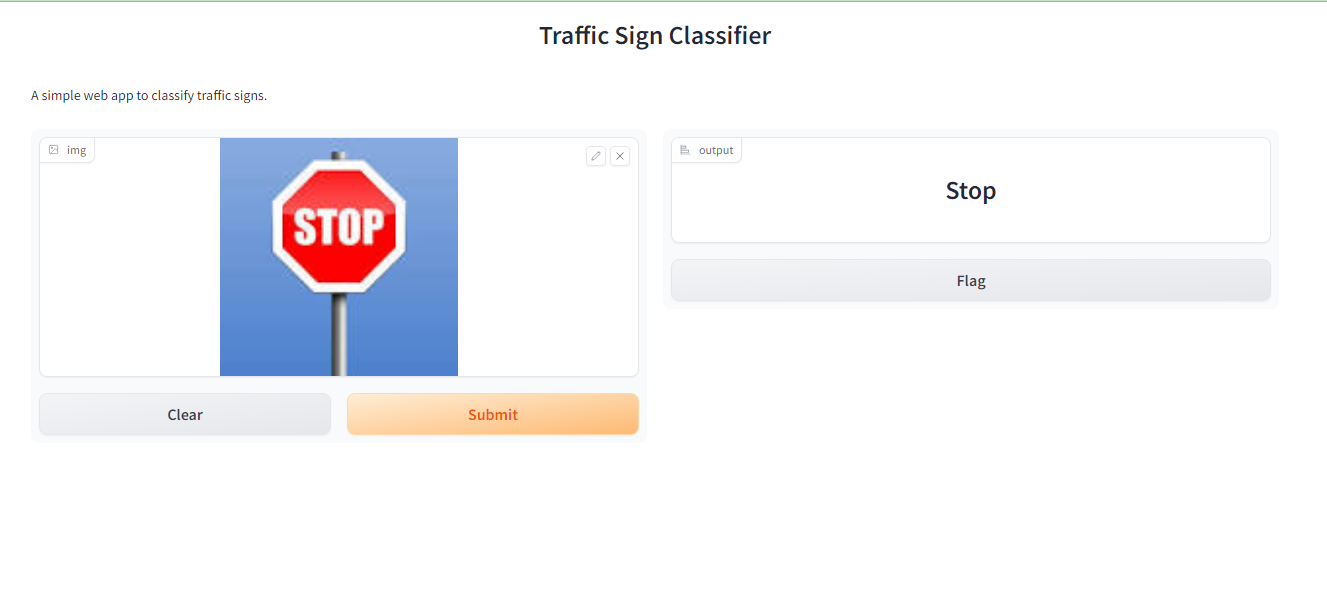 Traffic Sign Classifier
A simple web app to classify traffic signs.
img
STOP
Clear
Submit
output
Stop
Flag